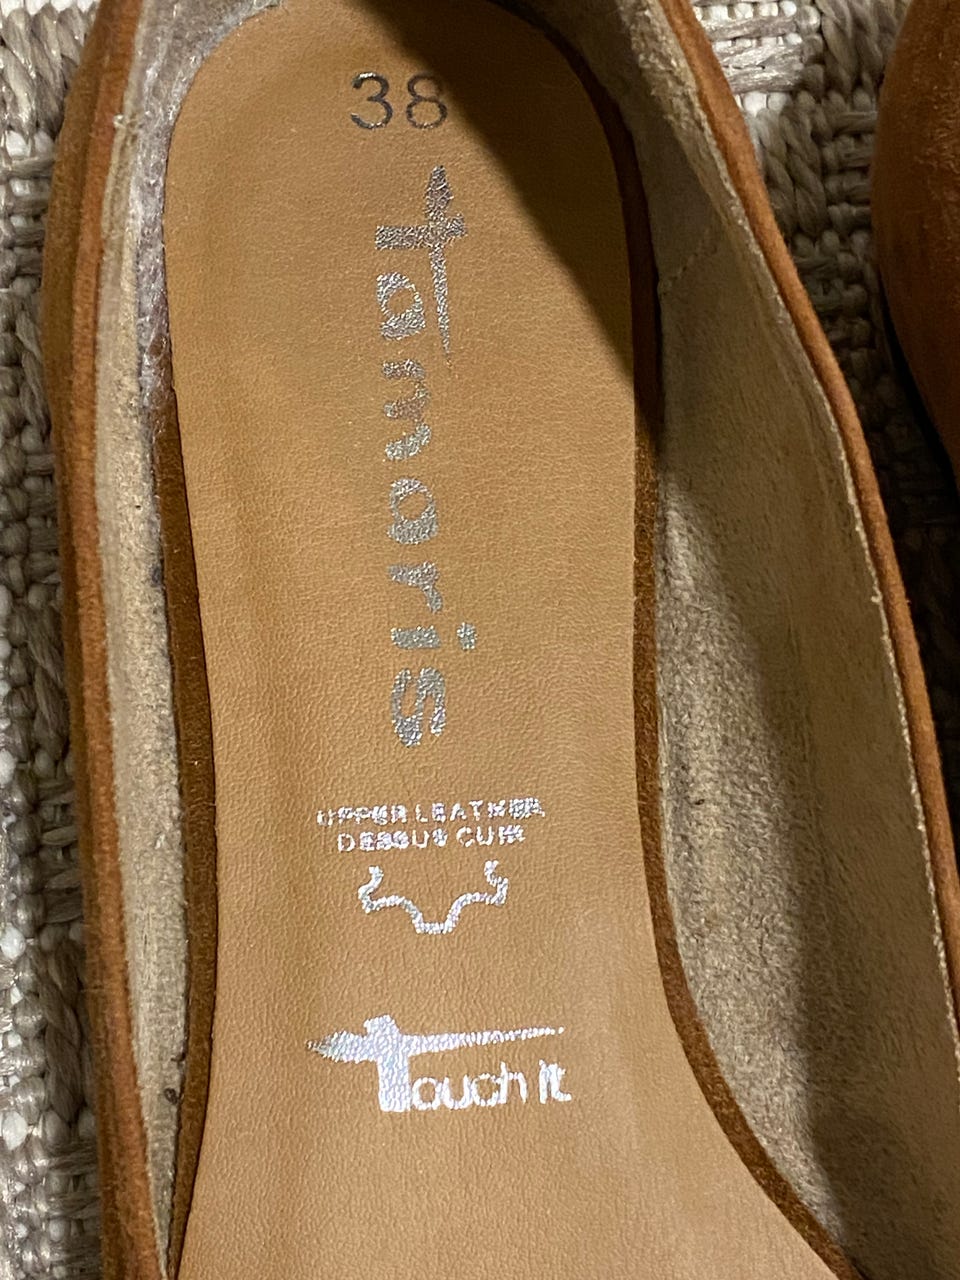 38
Tamaris
UPPER LEATHER
DESSUS CUIR
Touch it